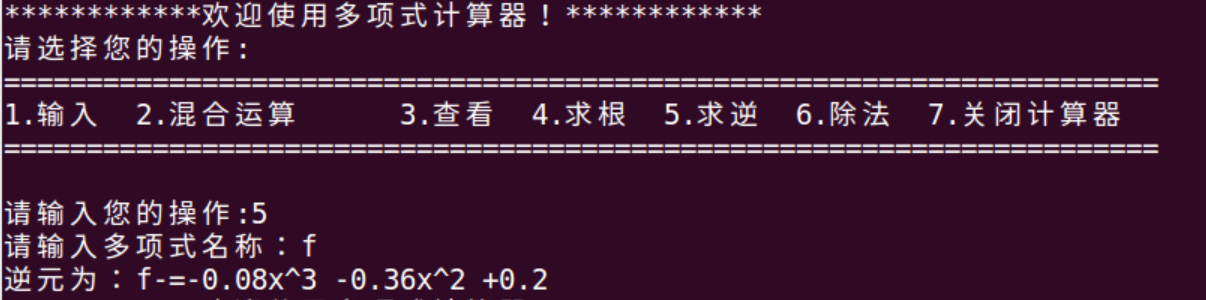 ************欢迎使用多项式计算器！************
请选择您的操作:
======================================================================
1.输入 2.混合运算 3.查看 4.求根 5.求逆 6.除法 7.关闭计算器
======================================================================
请输入您的操作:5
请输入多项式名称：f
逆元为：f-=-0.08x^3 -0.36x^2 +0.2